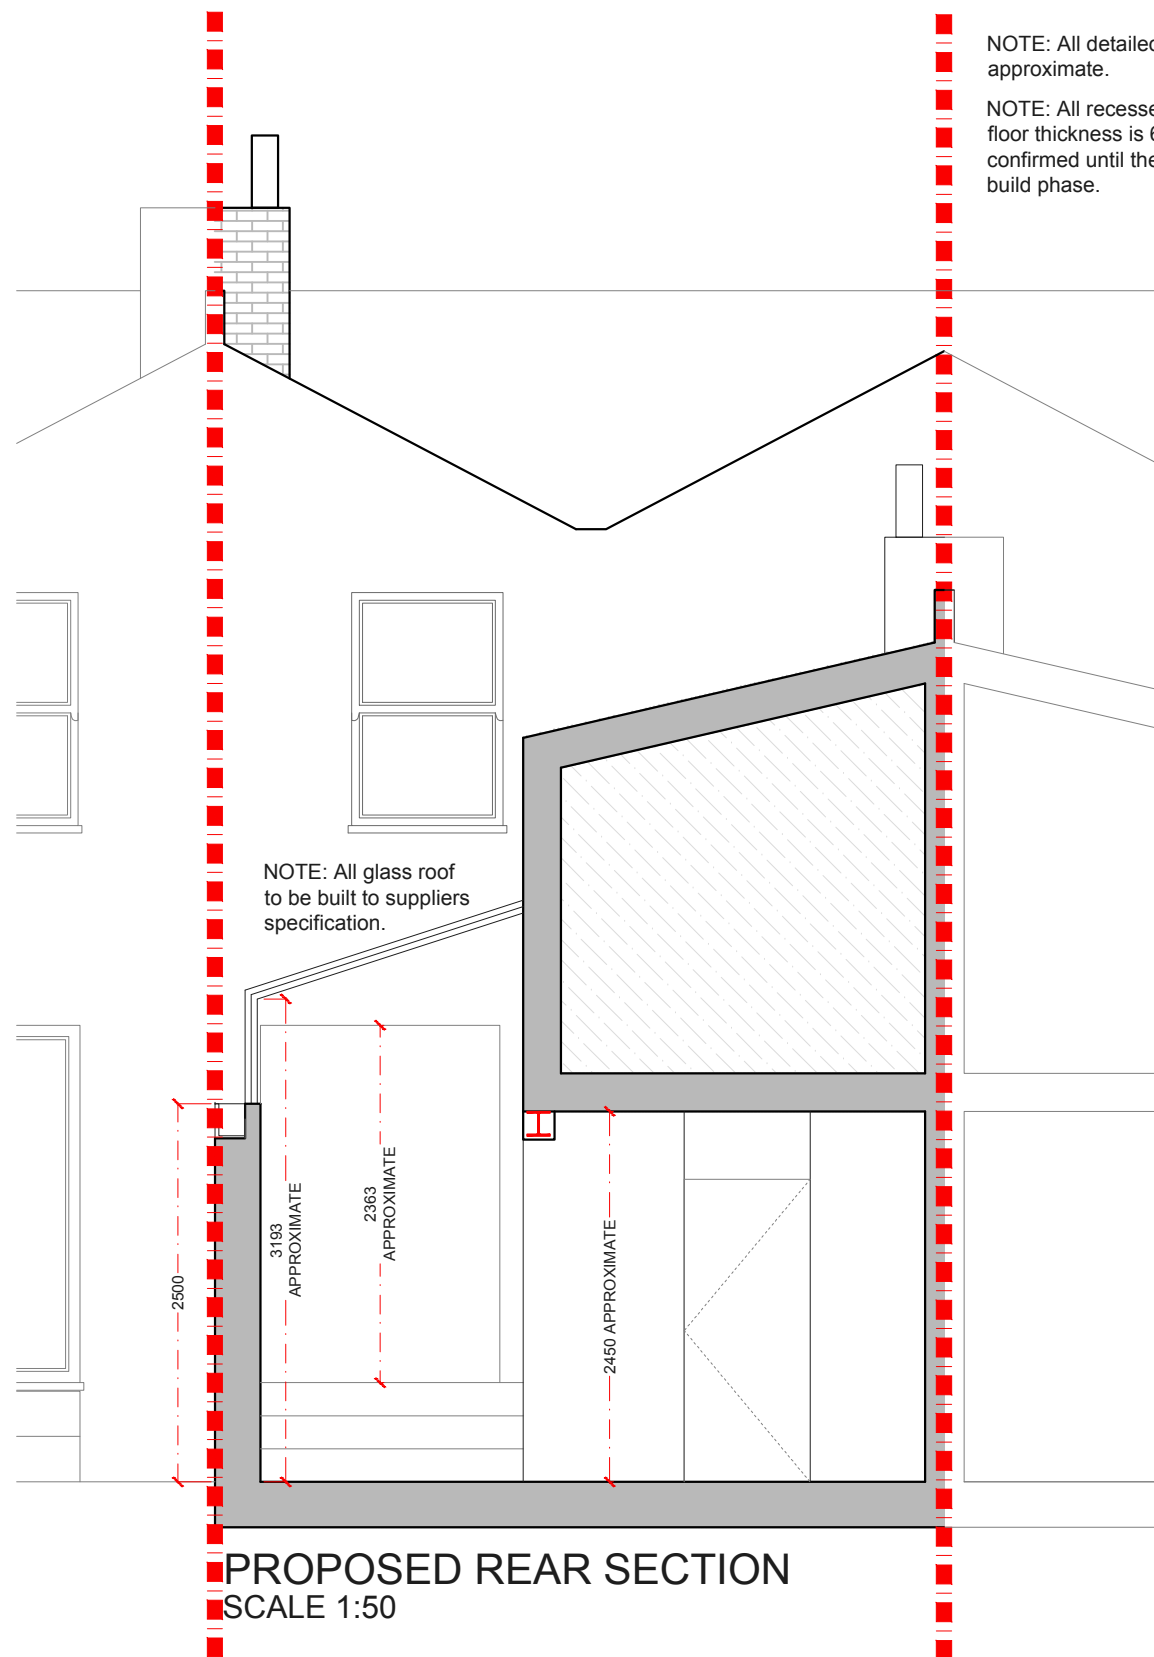 NOTE: All detailed
approximate.
NOTE: All recesse
floor thickness is 6
confirmed until the
build phase.
NOTE: All glass roof
to be built to suppliers
specification.
2500
3193
APPROXIMATE
2363
APPROXIMATE
2450 APPROXIMATE
PROPOSED REAR SECTION
SCALE 1:50